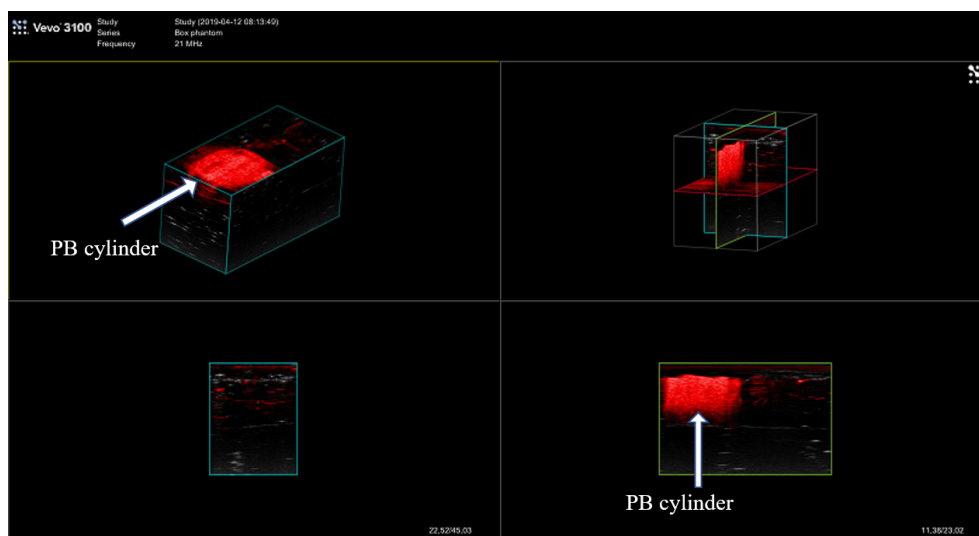 Vevo 3100
Study Study (2019-04-12 08:13:49)
Series Box phantom
Frequency 21 MHz
PB cylinder
PB cylinder
22,52/45,03
11,38/23,02